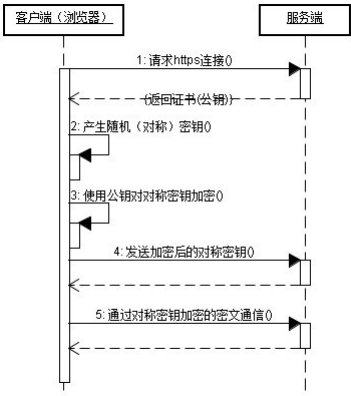 客户端（浏览器）
服务端
1: 请求https连接()
(返回证书(公钥))
2: 产生随机（对称）密钥()
3: 使用公钥对对称密钥加密()
4: 发送加密后的对称密钥()
5: 通过对称密钥加密的密文通信()